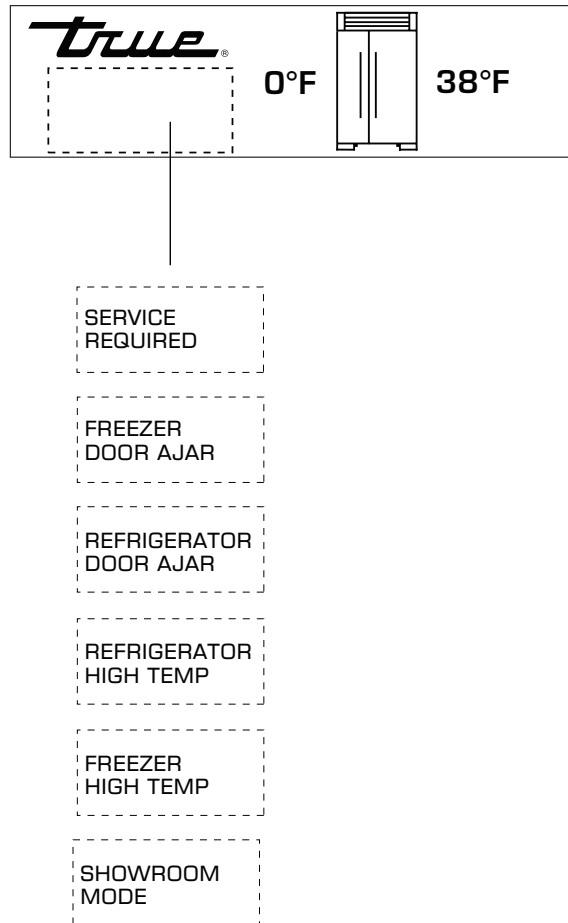 true®
0°F 38°F
SERVICE
REQUIRED
FREEZER
DOOR AJAR
REFRIGERATOR
DOOR AJAR
REFRIGERATOR
HIGH TEMP
FREEZER
HIGH TEMP
SHOWROOM
MODE